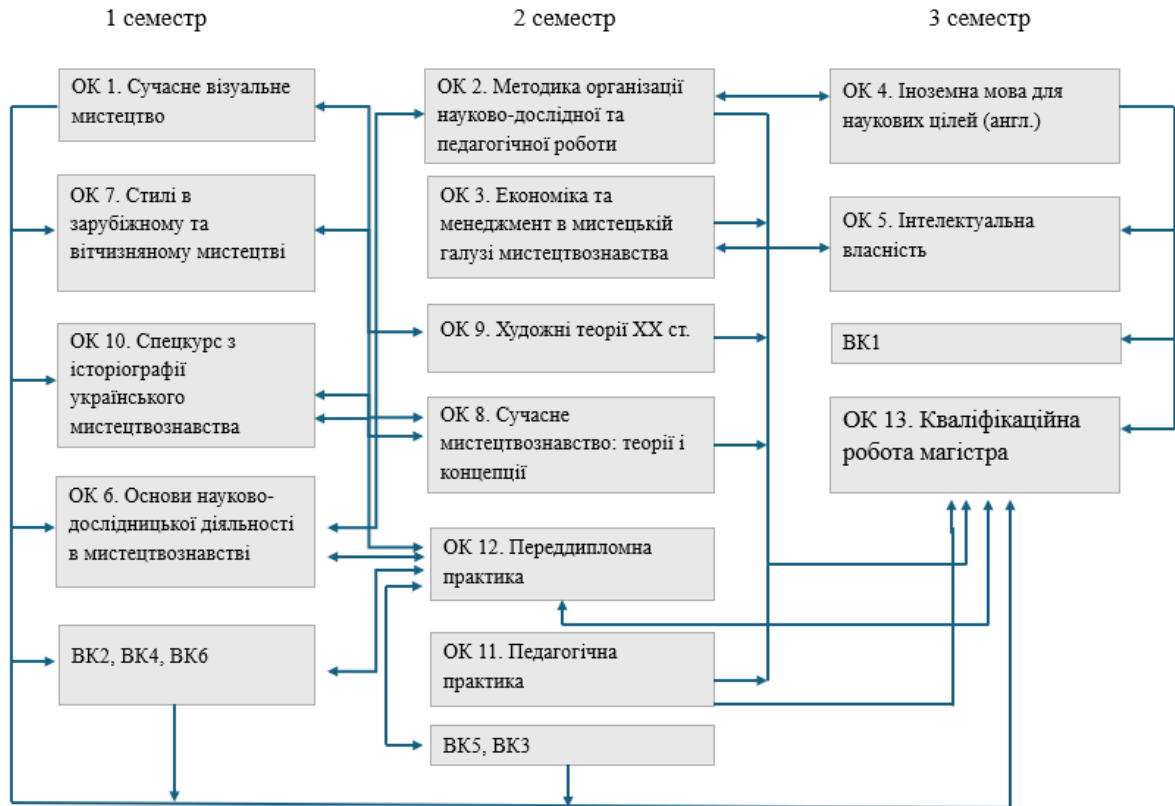 1 семестр
2 семестр
3 семестр
ОК 1. Сучасне візуальне
мистецтво
ОК 7. Стилі в
зарубіжному та
вітчизняному мистецтві
ОК 10. Спецкурс з
історіографії
українського
мистецтвознавства
ОК 6. Основи науково-
дослідницької діяльності
в мистецтвознавстві
ВК2, ВК4, ВК6
ОК 2. Методика організації
науково-дослідної та
педагогічної роботи
ОК 3. Економіка та
менеджмент в мистецькій
галузі мистецтвознавства
ОК 9. Художні теорії ХХ ст.
ОК 8. Сучасне
мистецтвознавство: теорії і
концепції
ОК 12. Переддипломна
практика
ОК 11. Педагогічна
практика
ВК5, ВК3
ОК 4. Іноземна мова для
наукових цілей (англ.)
ОК 5. Інтелектуальна
власність
ВК1
ОК 13. Кваліфікаційна
робота магістра